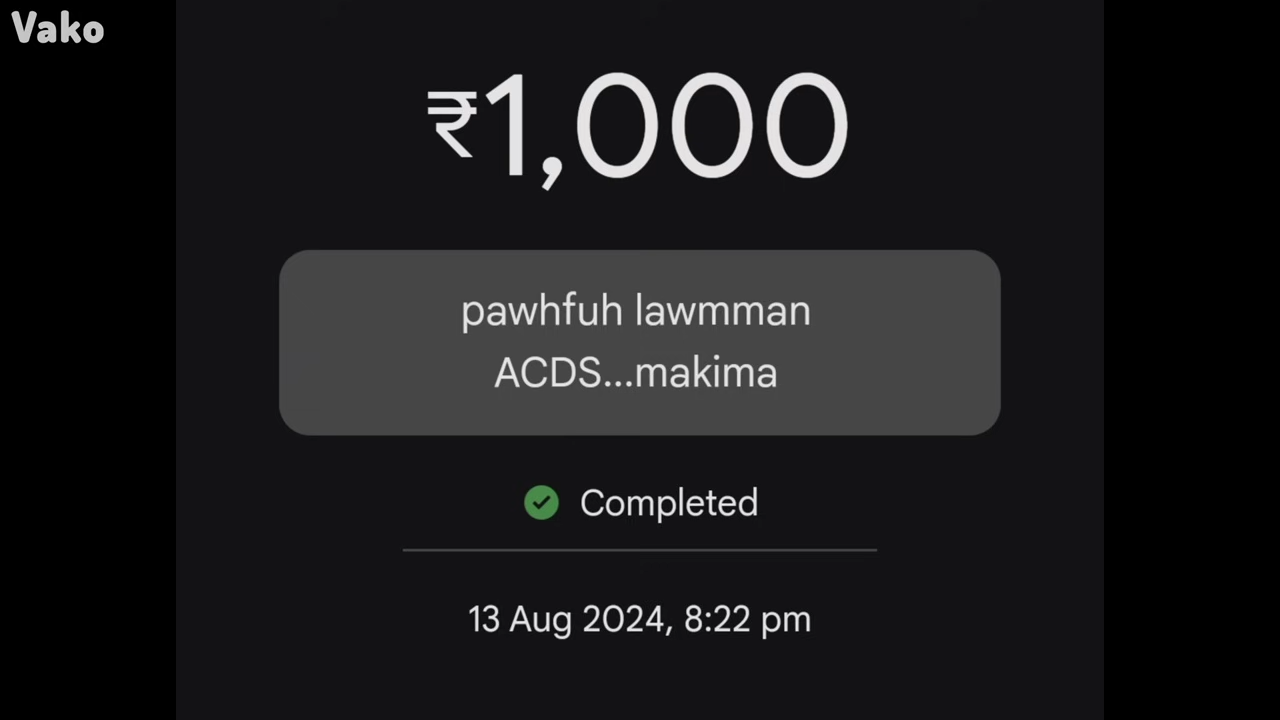 Vako
₹1,000
pawhfuh lawmman
ACDS...makima
Completed
13 Aug 2024, 8:22 pm